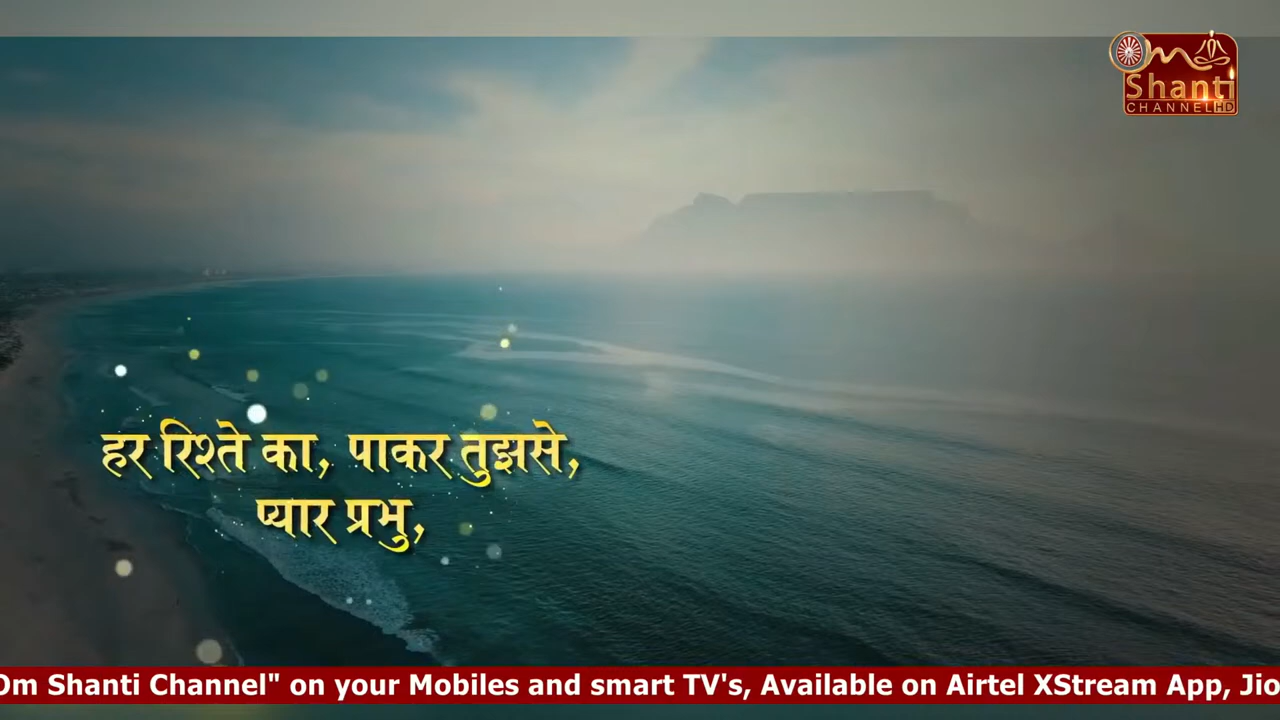 Om
Shanti
CHANNEL HD
हर रिश्ते का, पाकर तुझसे,
प्यार प्रभु,
Om Shanti Channel" on your Mobiles and smart TV's, Available on Airtel XStream App, Jio